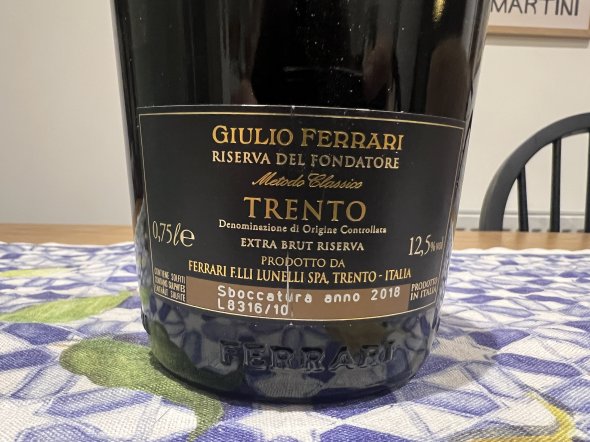 MARTINI
GIULIO FERRARI
RISERVA DEL FONDATORE
Metodo Classico
TRENTO
Denominazione di Origine Controllata
EXTRA BRUT RISERVA
0,75 l e
12,5% vol
PRODOTTO DA
FERRARI F.LLI LUNELLI SPA, TRENTO - ITALIA
CONTIENE SOLFITI
CONTAINS SULPHITES
ENTHÄLT SULFITE
PRODOTTO
IN ITALIA
Sboccatura anno 2018
L8316/10
FERRARI